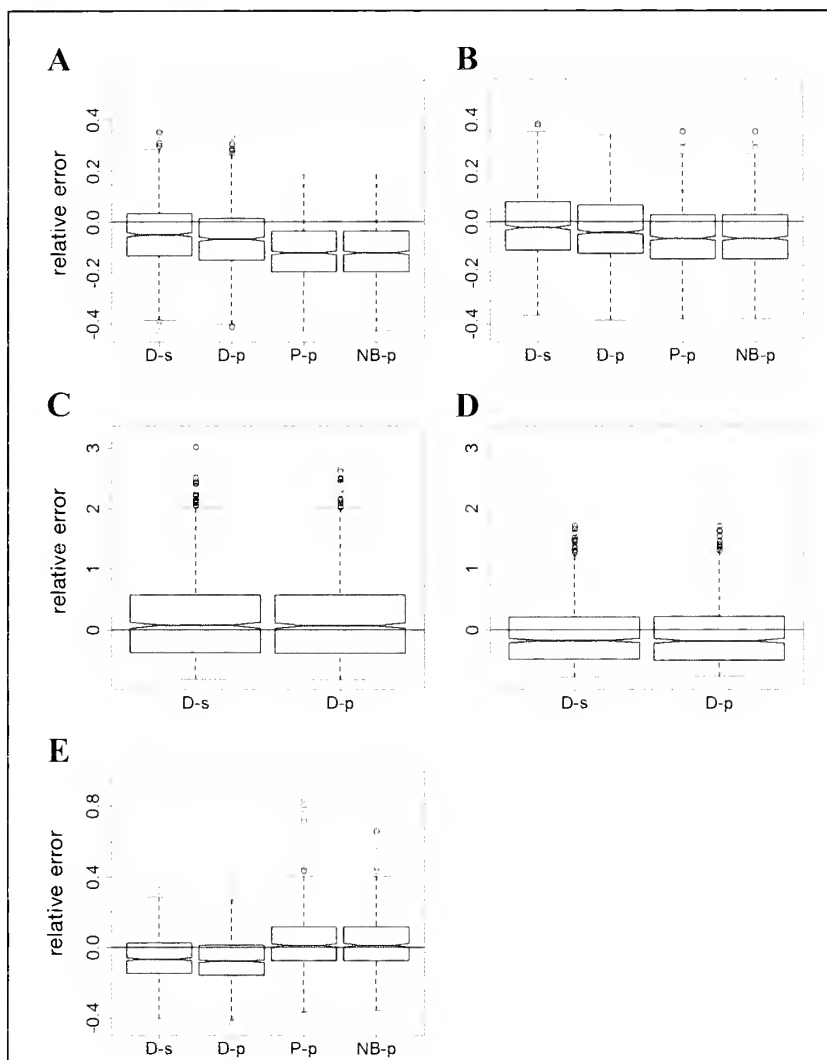 A
relative error
0.4
0.2
0.0
-0.2
-0.4
D-s D-p P-p NB-p
B
0.4
0.2
0.0
-0.2
-0.4
D-s D-p P-p NB-p
C
relative error
3
2
1
0
D-s D-p
D
3
2
1
0
D-s D-p
E
relative error
0.8
0.4
0.0
-0.4
D-s D-p P-p NB-p